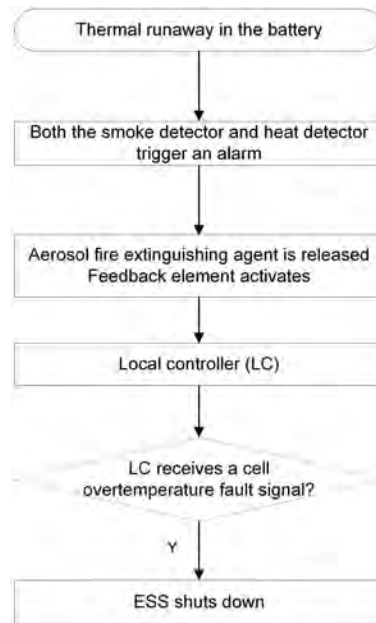 Thermal runaway in the battery
Both the smoke detector and heat detector
trigger an alarm
Aerosol fire extinguishing agent is released
Feedback element activates
Local controller (LC)
LC receives a cell
overtemperature fault signal?
Y
ESS shuts down